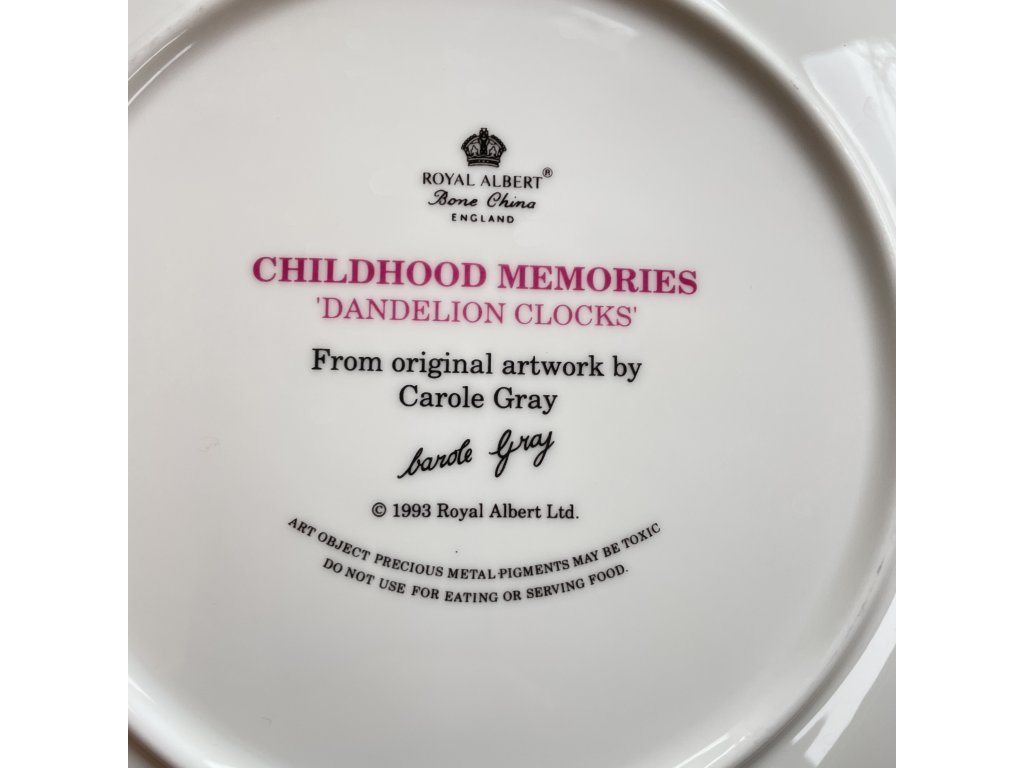 ROYAL ALBERT®
Bone China
ENGLAND
CHILDHOOD MEMORIES
'DANDELION CLOCKS'
From original artwork by
Carole Gray
Carole Gray
© 1993 Royal Albert Ltd.
ART OBJECT PRECIOUS METAL PIGMENTS MAY BE TOXIC
DO NOT USE FOR EATING OR SERVING FOOD.